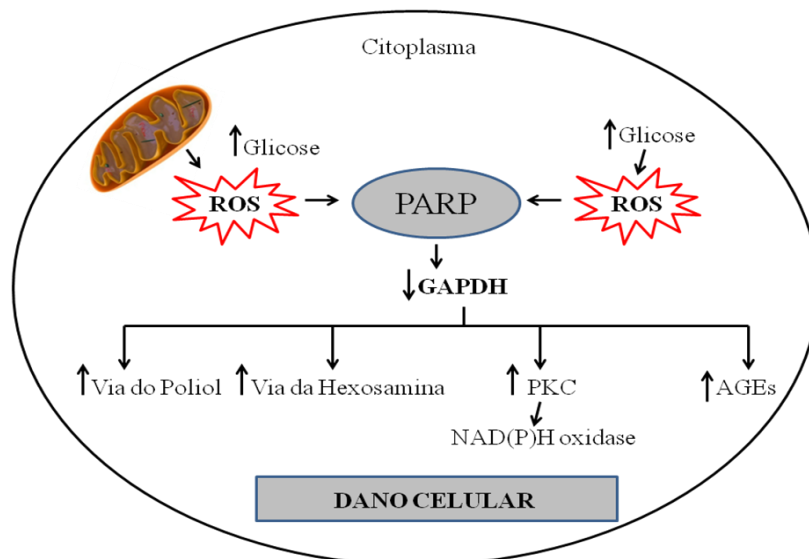 Citoplasma
Glicose
Glicose
ROS
PARP
ROS
GAPDH
Via do Poliol
Via da Hexosamina
PKC
AGEs
NAD(P)H oxidase
DANO CELULAR